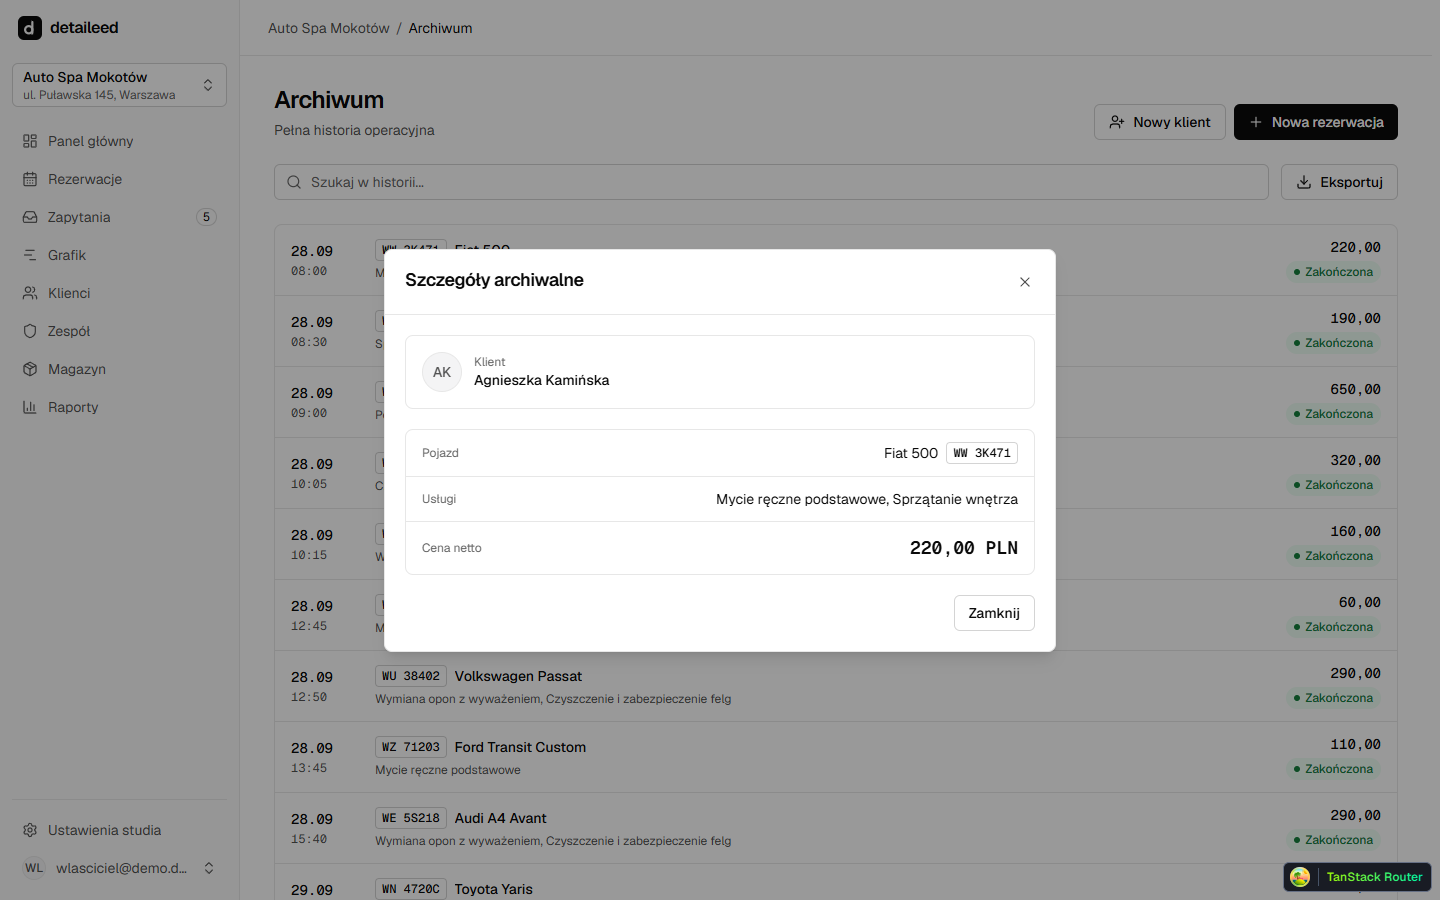 detaileed
Auto Spa Mokotów / Archiwum
Auto Spa Mokotów
ul. Puławska 145, Warszawa
Panel główny
Rezerwacje
Zapytania 5
Grafik
Klienci
Zespół
Magazyn
Raporty
Ustawienia studia
WL wlasciciel@demo.d...
Archiwum
Pełna historia operacyjna
Nowy klient
Nowa rezerwacja
Szukaj w historii...
Eksportuj
28.09 WW 3K471 Fiat 500 220,00
08:00 M Zakończona
28.09 190,00
08:30 S Zakończona
28.09 650,00
09:00 Zakończona
28.09 320,00
10:05 C Zakończona
28.09 160,00
10:15 W Zakończona
28.09 60,00
12:45 M Zakończona
Szczegóły archiwalne
AK
Klient
Agnieszka Kamińska
Pojazd Fiat 500 WW 3K471
Usługi Mycie ręczne podstawowe, Sprzątanie wnętrza
Cena netto 220,00 PLN
Zamknij
28.09 WU 38402 Volkswagen Passat 290,00
12:50 Wymiana opon z wyważeniem, Czyszczenie i zabezpieczenie felg Zakończona
28.09 WZ 71203 Ford Transit Custom 110,00
13:45 Mycie ręczne podstawowe Zakończona
28.09 WE 5S218 Audi A4 Avant 290,00
15:40 Wymiana opon z wyważeniem, Czyszczenie i zabezpieczenie felg Zakończona
29.09 WN 4720C Toyota Yaris
TanStack Router